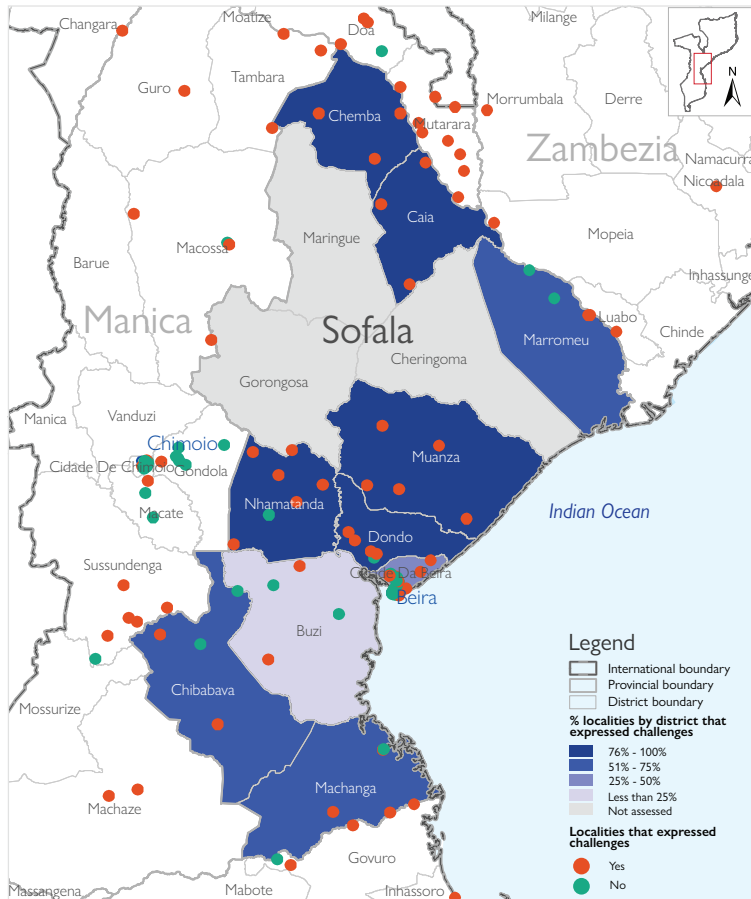 Changara
Moatize
Doa
Milange
N
Guro
Tambara
Chemba
Mutarara
Morrumbala
Derre
Zambezia
Namacurra
Nicoadala
Maringue
Caia
Macossa
Mopeia
Barue
Inhassunge
Manica
Sofala
Luabo
Marromeu
Chinde
Cheringoma
Gorongosa
Manica
Vanduzi
Chimoio
Cidade De Chimoio
Gondola
Muanza
Nhamatanda
Macate
Indian Ocean
Dondo
Sussundenga
Cidade Da Beira
Beira
Buzi
Legend
International boundary
Provincial boundary
District boundary
% localities by district that
expressed challenges
76% - 100%
51% - 75%
25% - 50%
Less than 25%
Not assessed
Localities that expressed
challenges
Yes
No
Chibabava
Mossurize
Machanga
Machaze
Govuro
Massangena
Mabote
Inhassoro